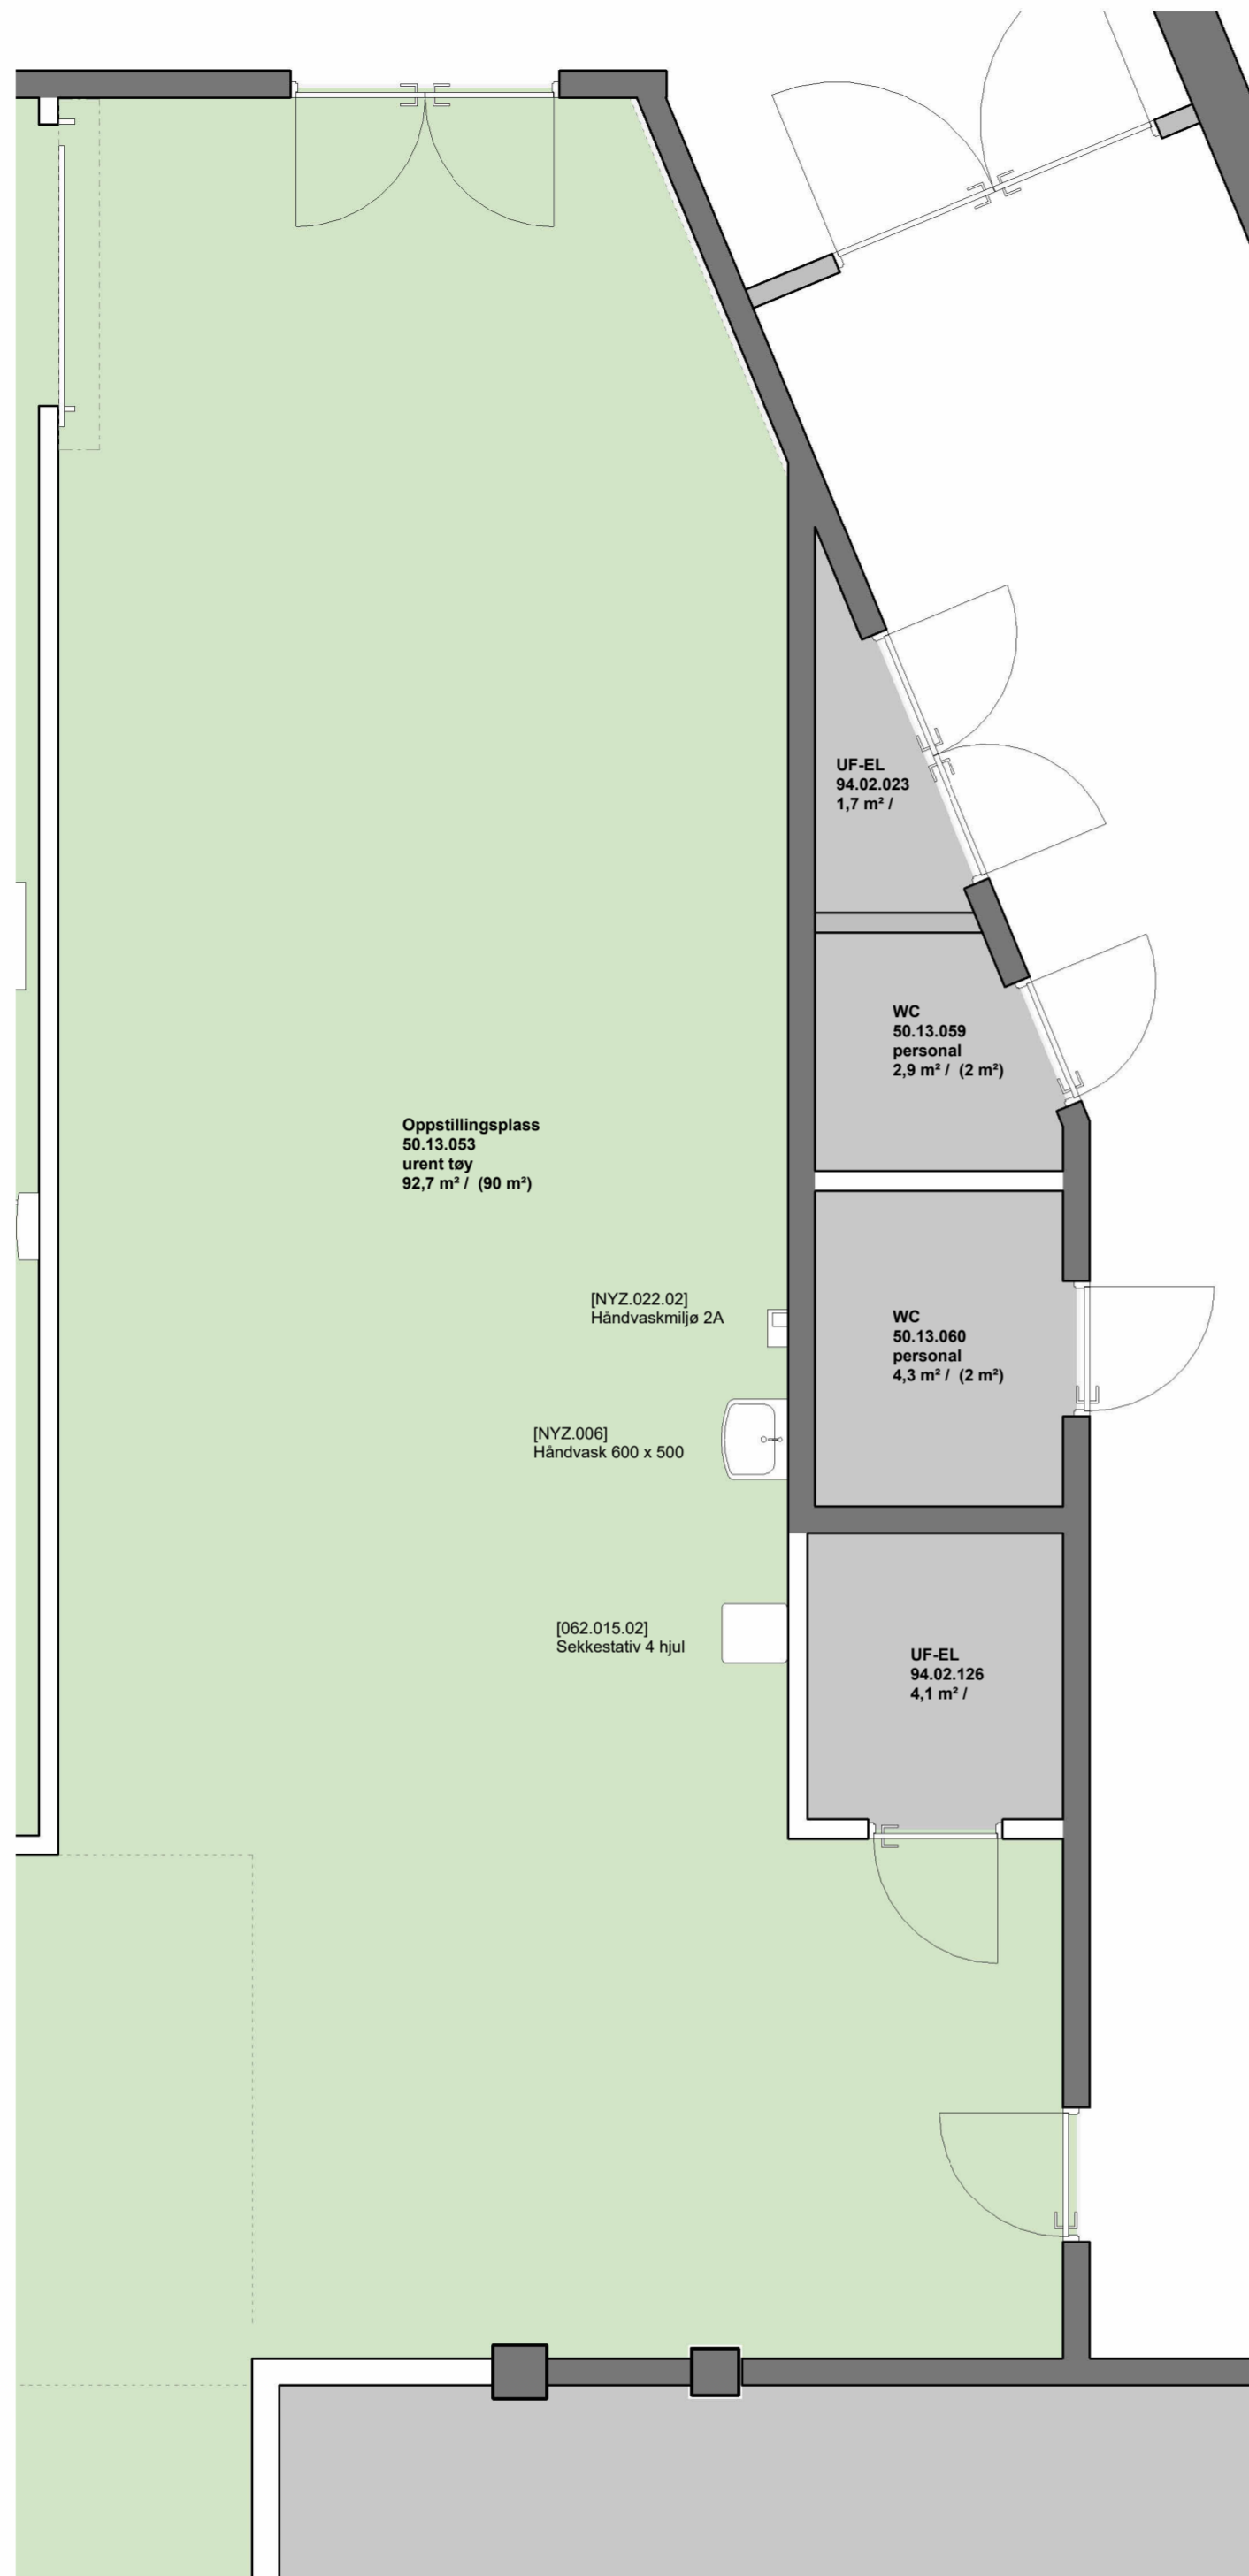 UF-EL
94.02.023
1,7 m² /
WC
50.13.059
personal
2,9 m² / (2 m²)
Oppstillingsplass
50.13.053
urent tøy
92,7 m² / (90 m²)
[NYZ.022.02]
Håndvaskmiljø 2A
WC
50.13.060
personal
4,3 m² / (2 m²)
[NYZ.006]
Håndvask 600 x 500
[062.015.02]
Sekkestativ 4 hjul
UF-EL
94.02.126
4,1 m² /